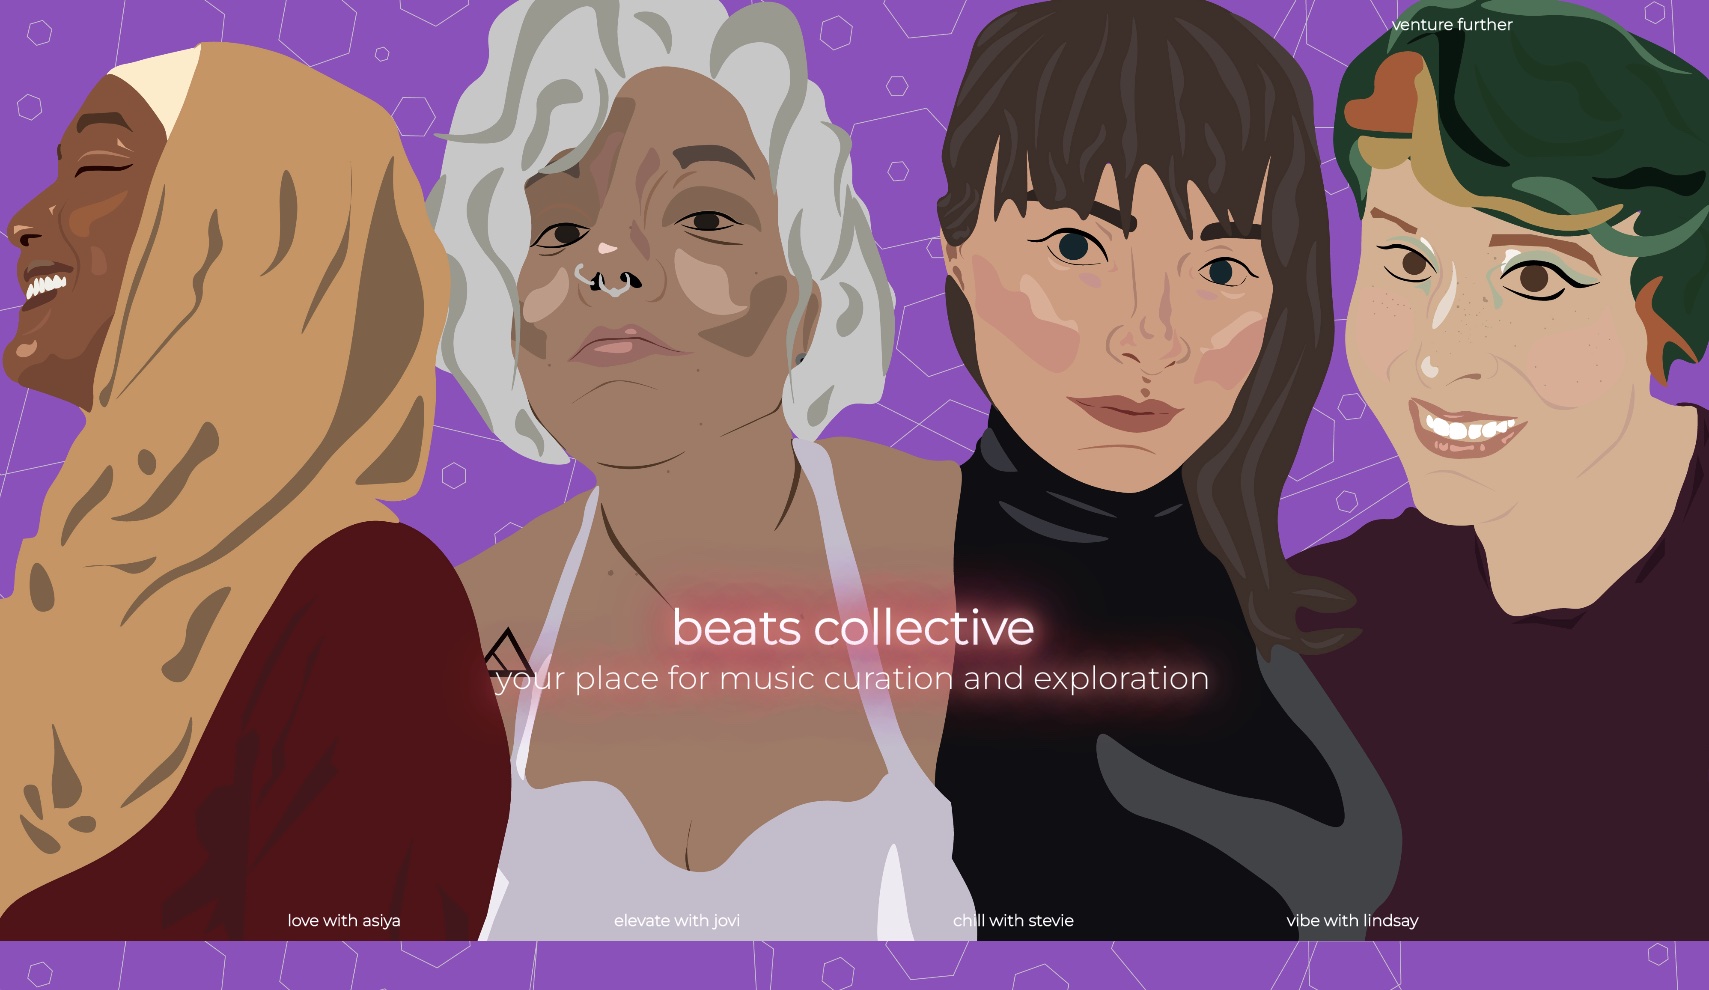 venture further
beats collective
your place for music curation and exploration
love with asiya
elevate with jovi
chill with stevie
vibe with lindsay